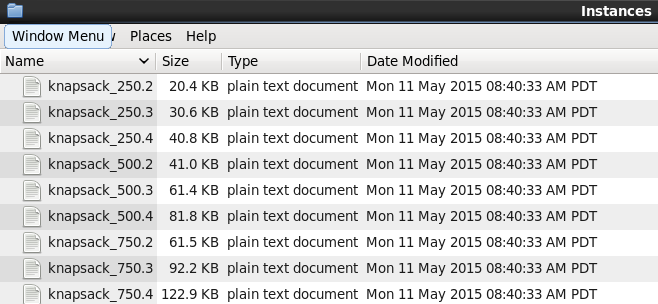 Instances
Window Menu Places Help
Name Size Type Date Modified
knapsack_250.2 20.4 KB plain text document Mon 11 May 2015 08:40:33 AM PDT
knapsack_250.3 30.6 KB plain text document Mon 11 May 2015 08:40:33 AM PDT
knapsack_250.4 40.8 KB plain text document Mon 11 May 2015 08:40:33 AM PDT
knapsack_500.2 41.0 KB plain text document Mon 11 May 2015 08:40:33 AM PDT
knapsack_500.3 61.4 KB plain text document Mon 11 May 2015 08:40:33 AM PDT
knapsack_500.4 81.8 KB plain text document Mon 11 May 2015 08:40:33 AM PDT
knapsack_750.2 61.5 KB plain text document Mon 11 May 2015 08:40:33 AM PDT
knapsack_750.3 92.2 KB plain text document Mon 11 May 2015 08:40:33 AM PDT
knapsack_750.4 122.9 KB plain text document Mon 11 May 2015 08:40:33 AM PDT